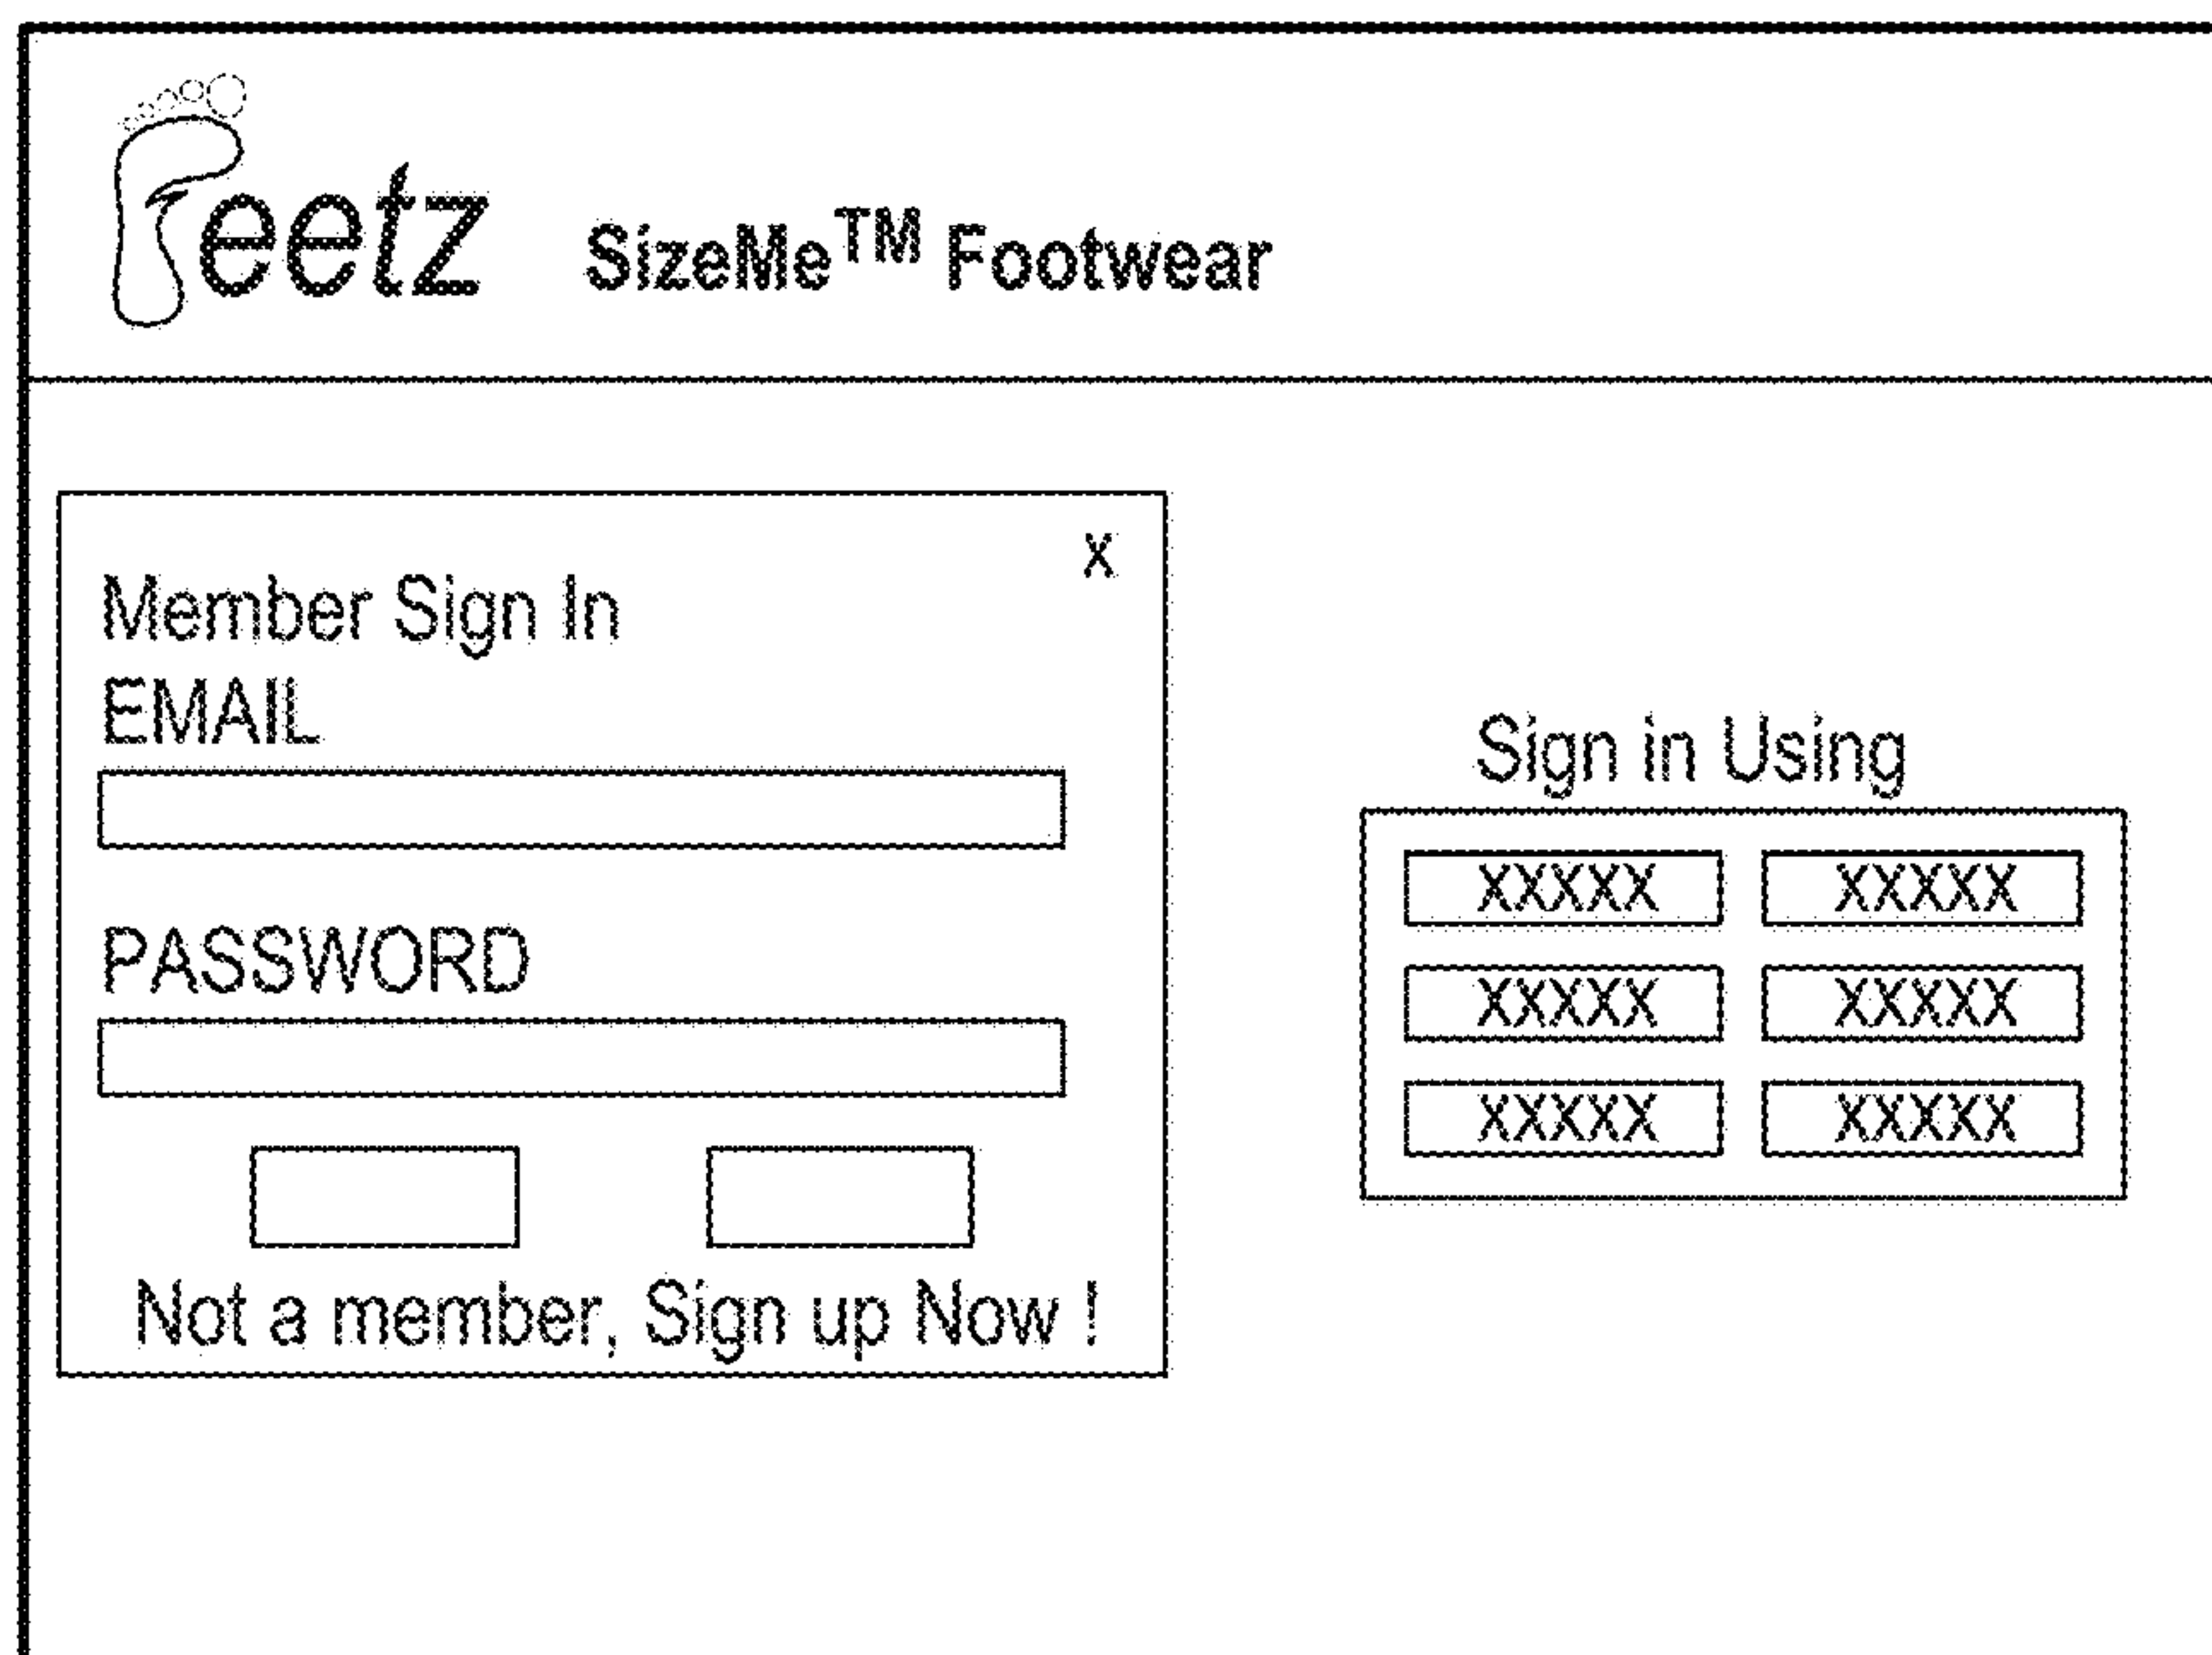 Feetz SizeMe™ Footwear
x
Member Sign In
EMAIL
PASSWORD
Not a member, Sign up Now !
Sign in Using
XXXXX XXXXX
XXXXX XXXXX
XXXXX XXXXX